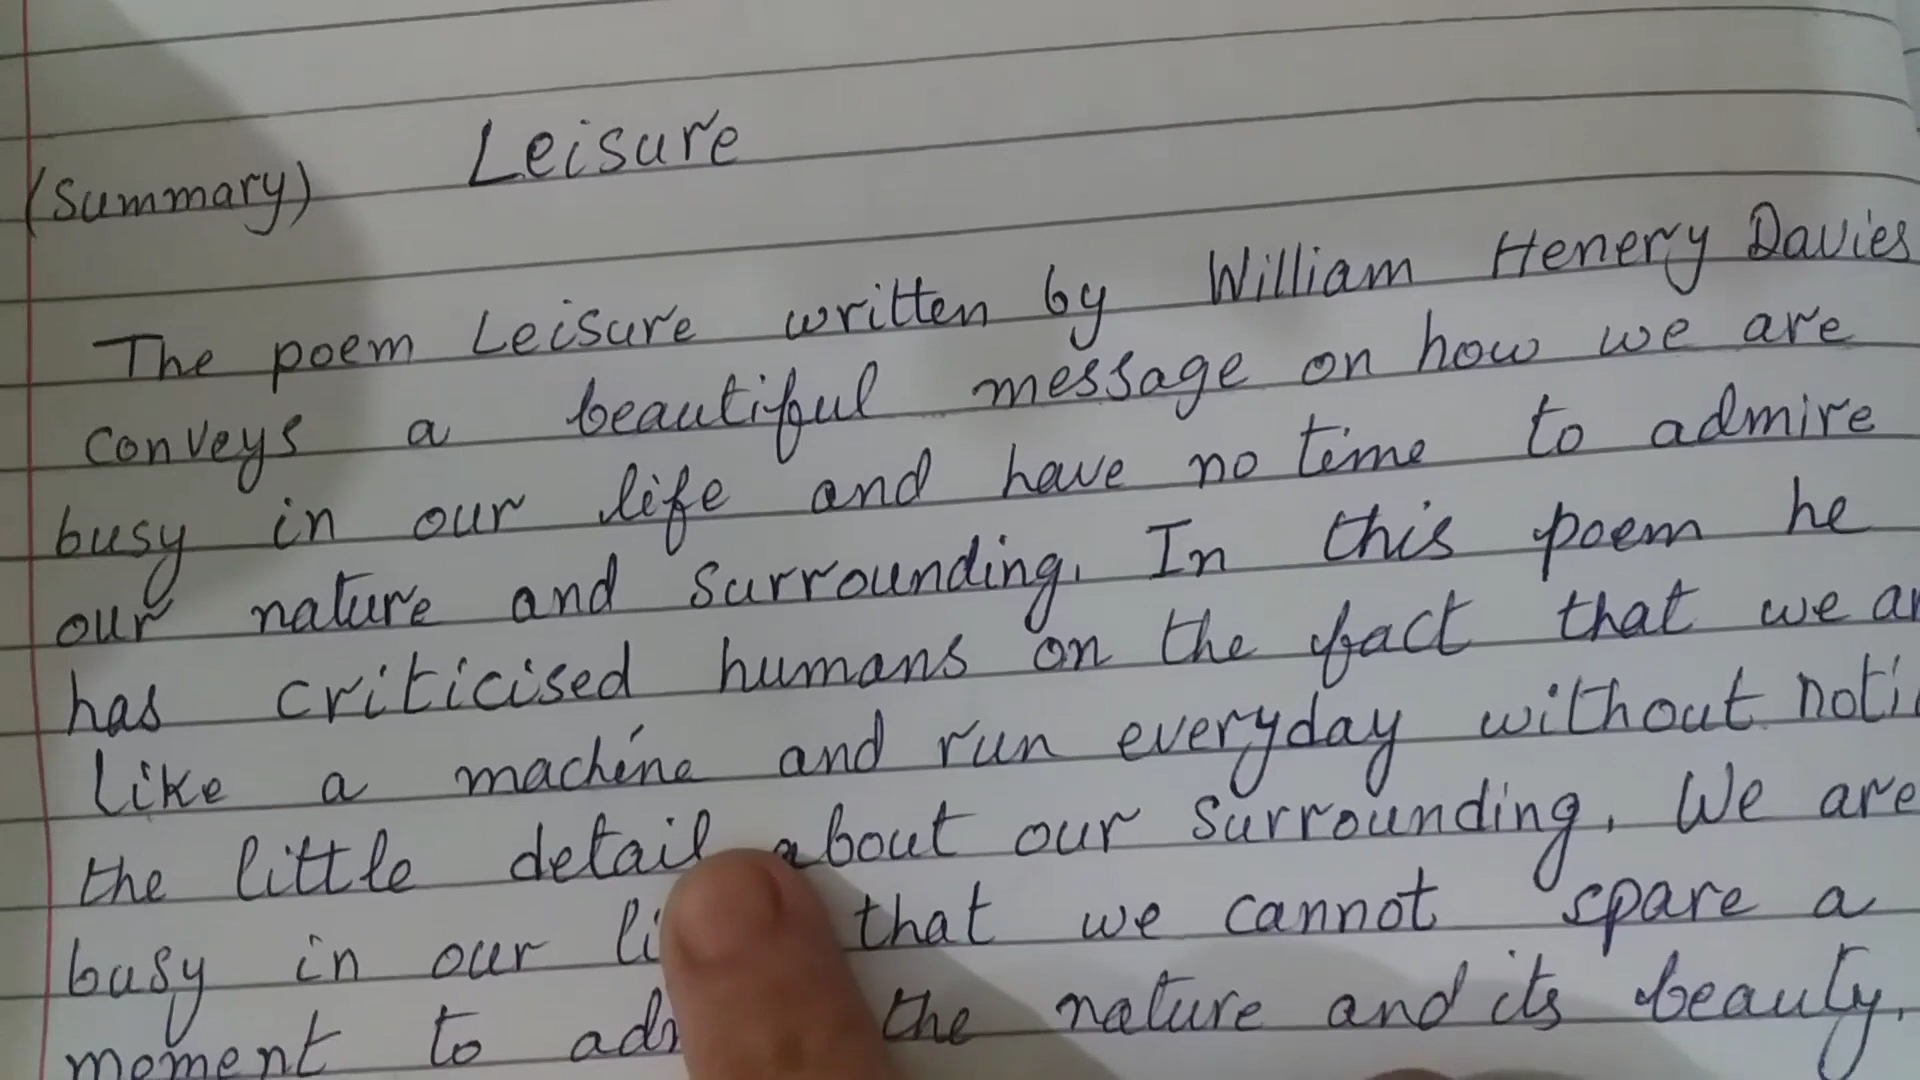 Leisure
(Summary)
The poem Leisure written by William Henery Davies
conveys a beautiful message on how we are
busy in our life and have no time to admire
our nature and surrounding. In this poem he
has criticised humans on the fact that we
like a machine and run everyday without
the little detail about our surrounding. We are
busy in our that we cannot spare a
moment to the nature and its beauty.